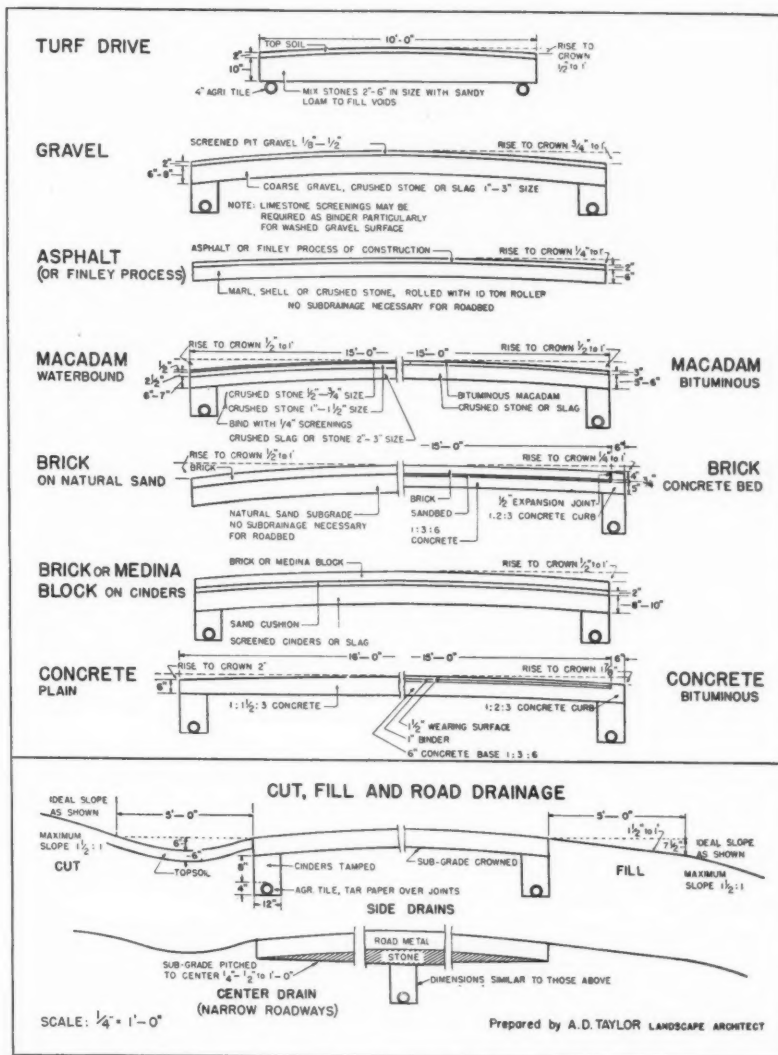 TURF DRIVE
10'-0"
TOP SOIL
RISE TO
CROWN
1/2" to 1'
2"
10"
4" AGRI TILE
MIX STONES 2"-6" IN SIZE WITH SANDY
LOAM TO FILL VOIDS
GRAVEL
SCREENED PIT GRAVEL 1/8"-1/2"
RISE TO CROWN 3/4" to 1'
2"
6"-8"
COARSE GRAVEL, CRUSHED STONE OR SLAG 1"-3" SIZE
NOTE: LIMESTONE SCREENINGS MAY BE
REQUIRED AS BINDER PARTICULARLY
FOR WASHED GRAVEL SURFACE
ASPHALT
(OR FINLEY PROCESS)
ASPHALT OR FINLEY PROCESS OF CONSTRUCTION
RISE TO CROWN 1/4" to 1'
2"
6"
MARL, SHELL OR CRUSHED STONE, ROLLED WITH 10 TON ROLLER
NO SUBDRAINAGE NECESSARY FOR ROADBED
MACADAM
WATERBOUND
RISE TO CROWN 1/2" to 1'
15'-0"
15'-0"
RISE TO CROWN 1/2" to 1'
MACADAM
BITUMINOUS
1/2"
2 1/2"
6"-7"
3"
5"-6"
CRUSHED STONE 1/2"-3/4" SIZE
CRUSHED STONE 1"-1 1/2" SIZE
BIND WITH 1/4" SCREENINGS
CRUSHED SLAG OR STONE 2"-3" SIZE
BITUMINOUS MACADAM
CRUSHED STONE OR SLAG
BRICK
ON NATURAL SAND
RISE TO CROWN 1/2" to 1'
BRICK
15'-0"
6"
RISE TO CROWN 1/4" to 1'
BRICK
CONCRETE BED
4"
5"
NATURAL SAND SUBGRADE
NO SUBDRAINAGE NECESSARY
FOR ROADBED
BRICK
SANDBED
1:3:6
CONCRETE
1/2" EXPANSION JOINT
1:2:3 CONCRETE CURB
BRICK OR MEDINA
BLOCK ON CINDERS
BRICK OR MEDINA BLOCK
RISE TO CROWN 1/2" to 1'
2"
8"-10"
SAND CUSHION
SCREENED CINDERS OR SLAG
CONCRETE
PLAIN
RISE TO CROWN 2"
16'-0"
15'-0"
6"
RISE TO CROWN
CONCRETE
BITUMINOUS
6"
1:1 1/2:3 CONCRETE
1 1/2" WEARING SURFACE
1" BINDER
6" CONCRETE BASE 1:3:6
1:2:3 CONCRETE CURB
CUT, FILL AND ROAD DRAINAGE
IDEAL SLOPE
AS SHOWN
5'-0"
5'-0"
1 1/2" to 1'
7 1/2"
IDEAL SLOPE
AS SHOWN
MAXIMUM
SLOPE 1 1/2:1
CUT
6"
6"
TOPSOIL
8"
4"
12"
CINDERS TAMPED
SUB-GRADE CROWNED
AGR. TILE, TAR PAPER OVER JOINTS
SIDE DRAINS
FILL
MAXIMUM
SLOPE 1 1/2:1
ROAD METAL
STONE
SUB-GRADE PITCHED
TO CENTER 1/4"-1/2" to 1'-0"
DIMENSIONS SIMILAR TO THOSE ABOVE
CENTER DRAIN
(NARROW ROADWAYS)
SCALE: 1/4" = 1'-0"
Prepared by A.D. TAYLOR LANDSCAPE ARCHITECT